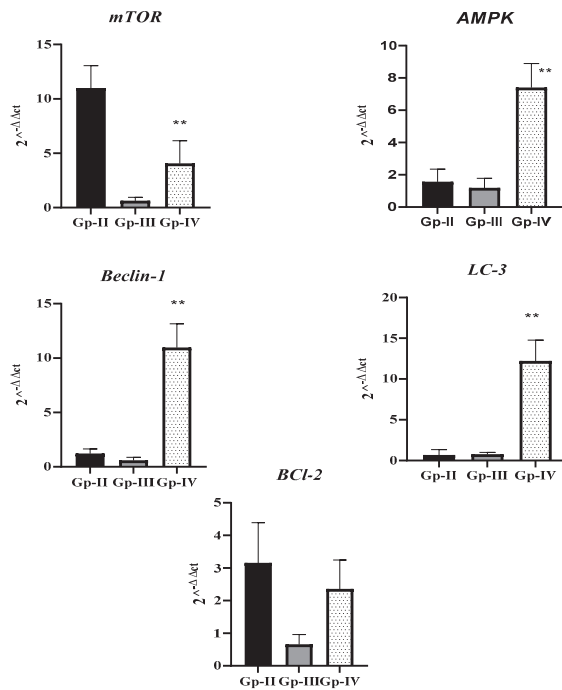 mTOR
15
10
5
0
2^-ΔΔct
**
Gp-II Gp-III Gp-IV
AMPK
10
8
6
4
2
0
2^-ΔΔct
**
Gp-II Gp-III Gp-IV
Beclin-1
15
10
5
0
2^-ΔΔct
**
Gp-II Gp-III Gp-IV
LC-3
20
15
10
5
0
2^-ΔΔct
**
Gp-II Gp-III Gp-IV
BCl-2
5
4
3
2
1
0
2^-ΔΔct
Gp-II Gp-III Gp-IV